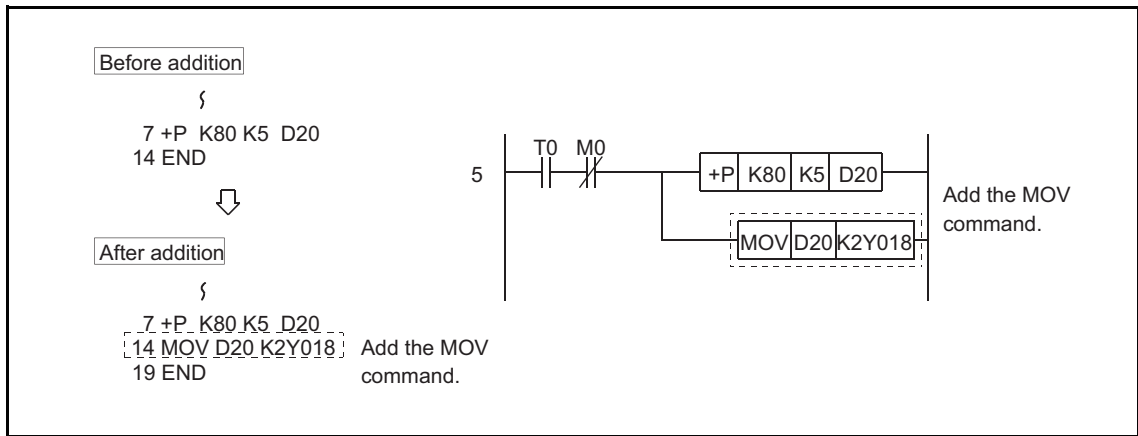 Before addition
7 +P K80 K5 D20
14 END
After addition
7 +P K80 K5 D20
14 MOV D20 K2Y018
19 END
Add the MOV
command.
5
T0 M0
+P K80 K5 D20
MOV D20 K2Y018
Add the MOV
command.